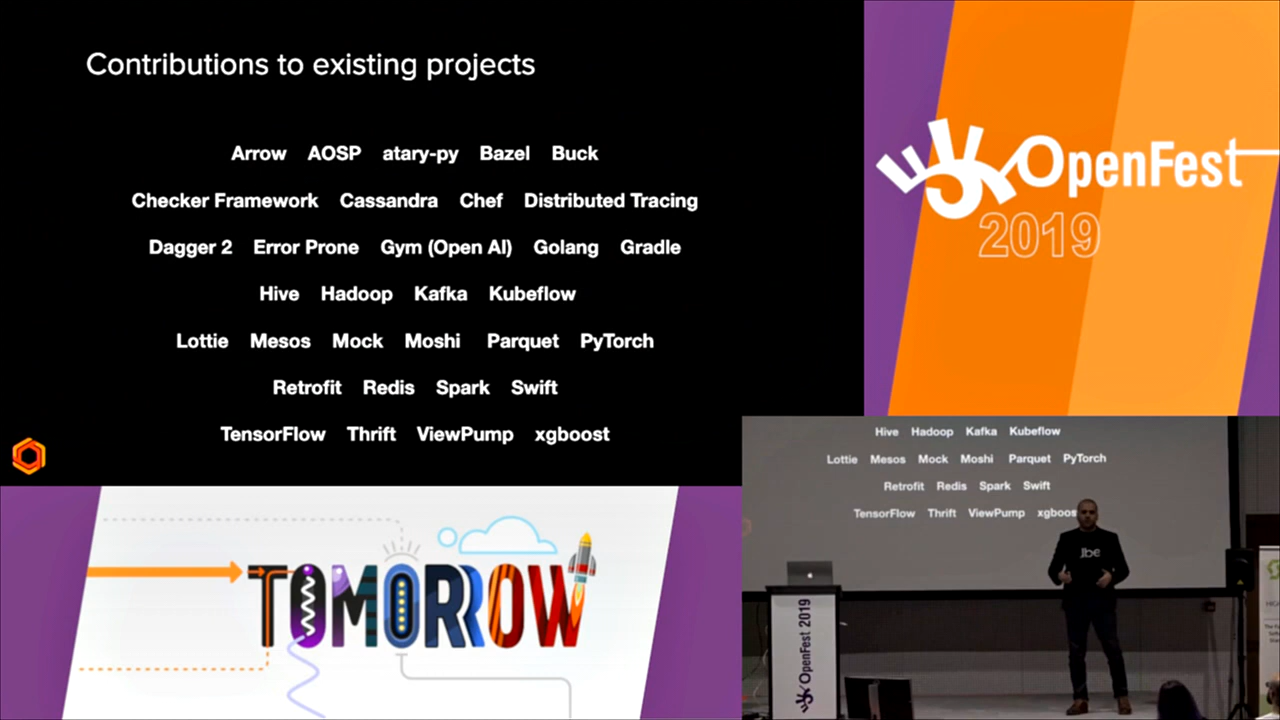 Contributions to existing projects
Arrow AOSP atary-py Bazel Buck
Checker Framework Cassandra Chef Distributed Tracing
Dagger 2 Error Prone Gym (Open AI) Golang Gradle
Hive Hadoop Kafka Kubeflow
Lottie Mesos Mock Moshi Parquet PyTorch
Retrofit Redis Spark Swift
TensorFlow Thrift ViewPump xgboost
OpenFest
2019
TOMORROW
Hive Hadoop Kafka Kubeflow
Lottie Mesos Mock Moshi Parquet PyTorch
Retrofit Redis Spark Swift
TensorFlow Thrift ViewPump xgboos
OpenFest 2019